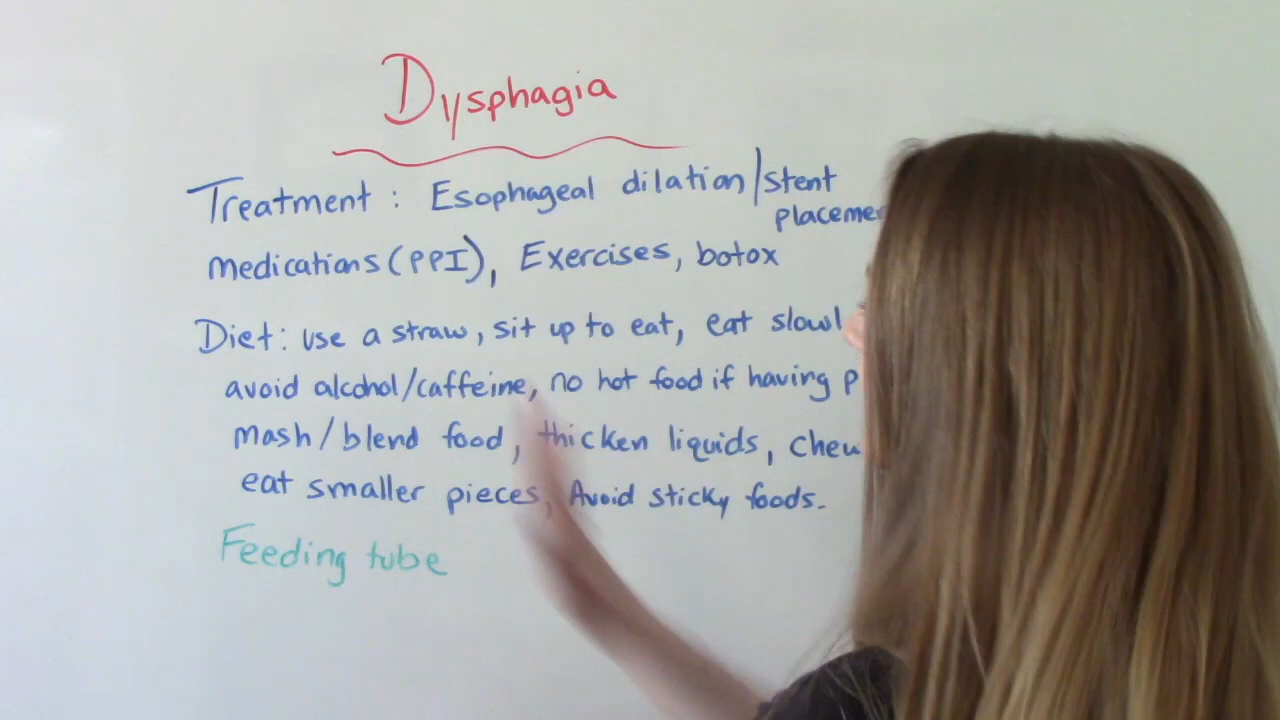 Dysphagia
Treatment : Esophageal dilation/stent
placeme
medications (PPI), Exercises, botox
Diet: use a straw, sit up to eat, eat slowl
avoid alcohol/caffeine, no hot food if having p
mash/blend food, thicken liquids, chew
eat smaller pieces, Avoid sticky foods.
Feeding tube